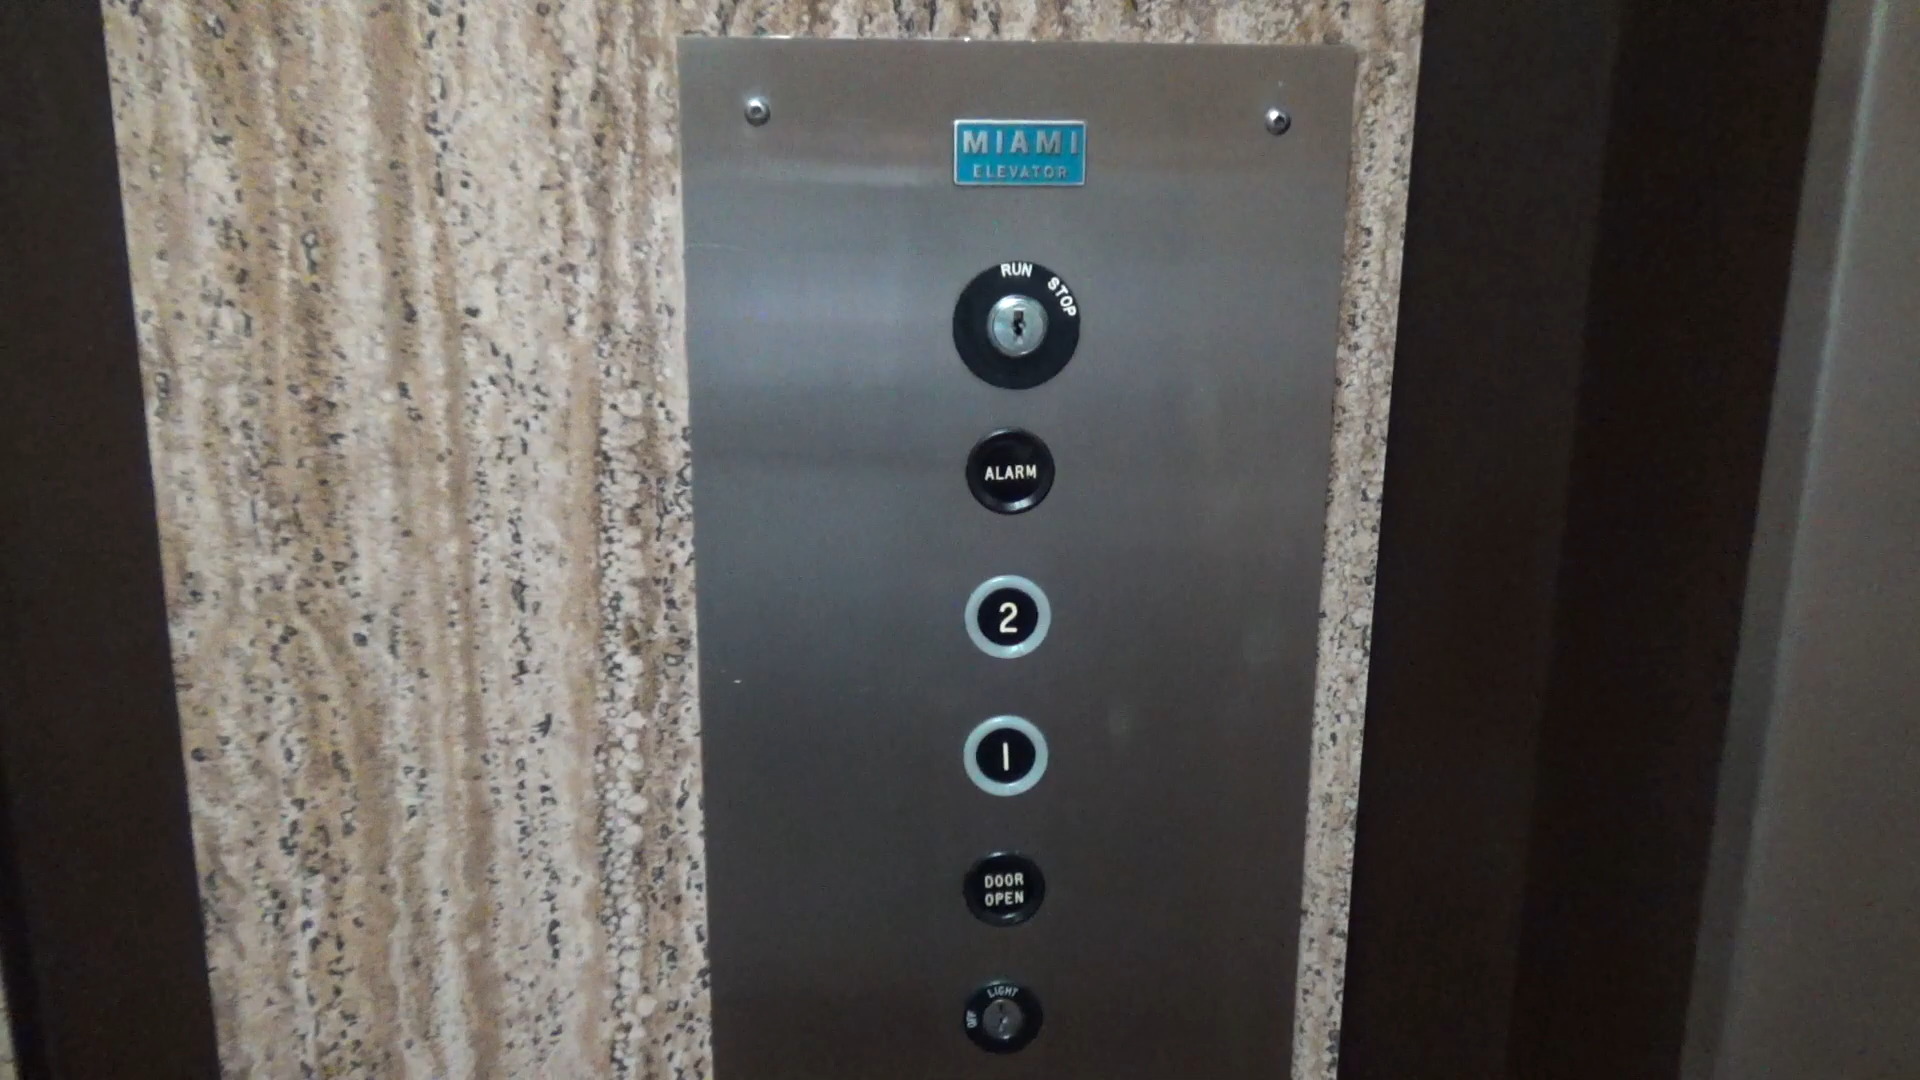 MIAMI
ELEVATOR
RUN STOP
ALARM
2
1
DOOR
OPEN
LIGHT
OFF